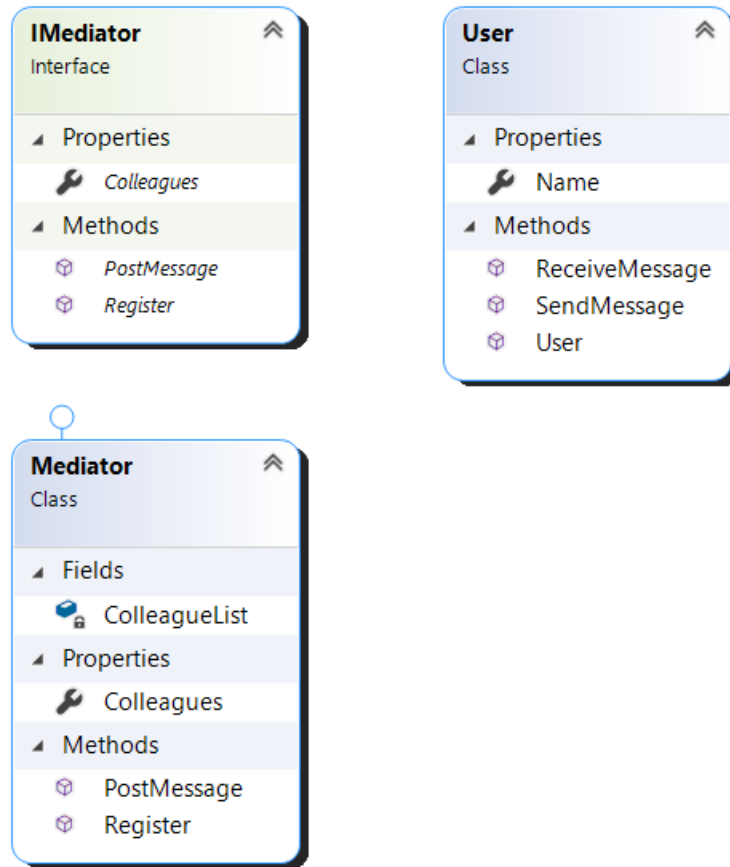 IMediator
Interface
Properties
Colleagues
Methods
PostMessage
Register
User
Class
Properties
Name
Methods
ReceiveMessage
SendMessage
User
Mediator
Class
Fields
ColleagueList
Properties
Colleagues
Methods
PostMessage
Register